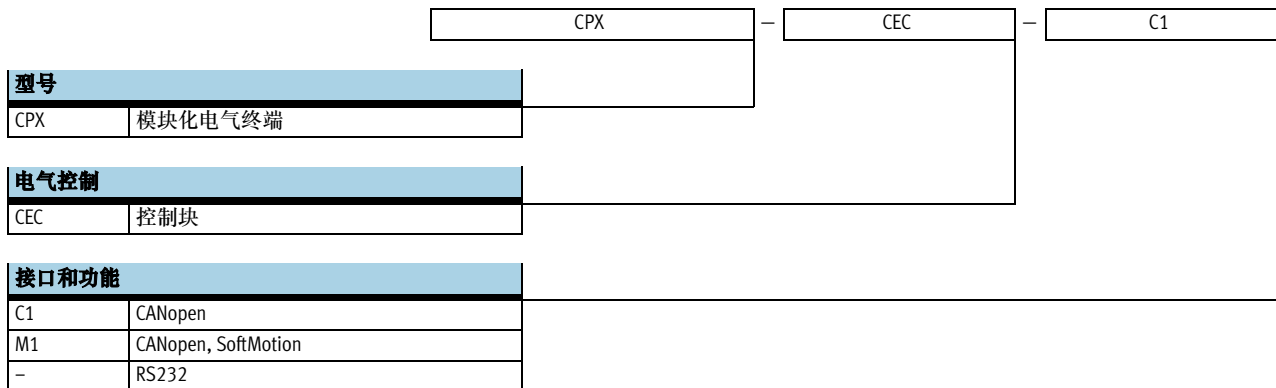 CPX – CEC – C1
型号
CPX 模块化电气终端
电气控制
CEC 控制块
接口和功能
C1 CANopen
M1 CANopen, SoftMotion
– RS232